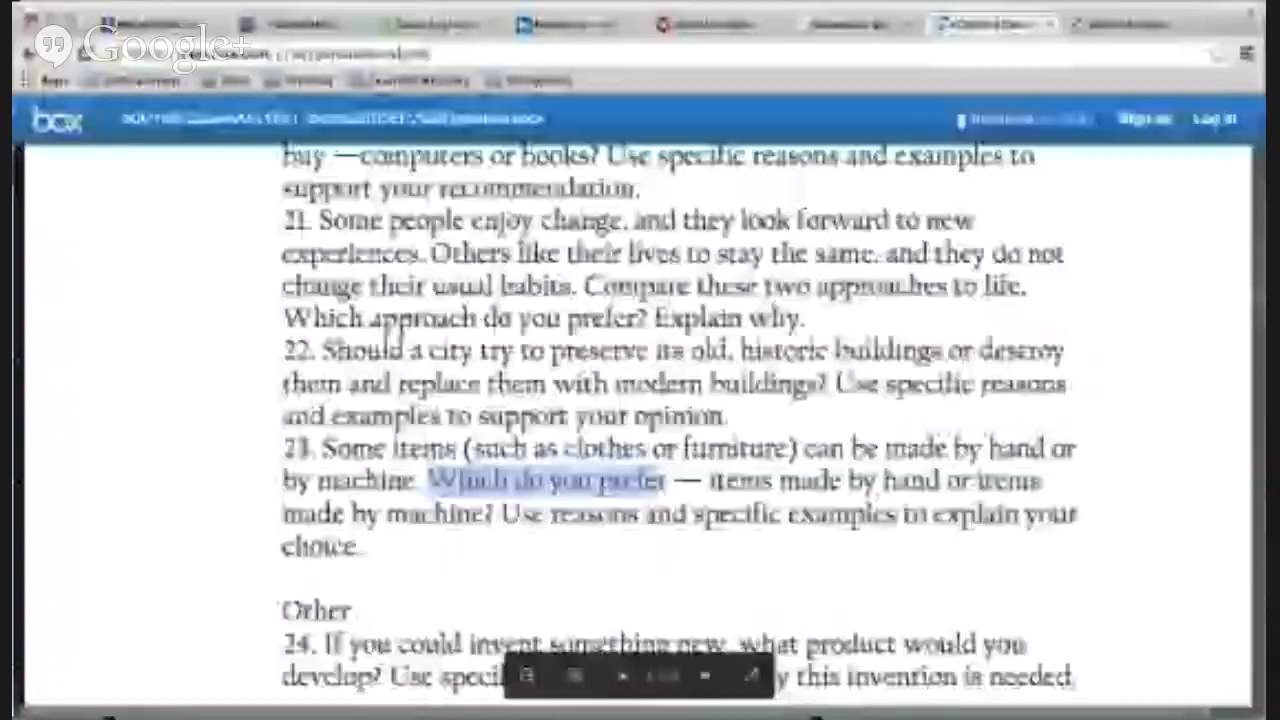 Google+
box
Sign Up
Log In
buy —computers or books? Use specific reasons and examples to
support your recommendation.
21. Some people enjoy change, and they look forward to new
experiences. Others like their lives to stay the same, and they do not
change their usual habits. Compare these two approaches to life.
Which approach do you prefer? Explain why.
22. Should a city try to preserve its old, historic buildings or destroy
them and replace them with modern buildings? Use specific reasons
and examples to support your opinion.
23. Some items (such as clothes or furniture) can be made by hand or
by machine. Which do you prefer — items made by hand or items
made by machine? Use reasons and specific examples to explain your
choice.
Other
24. If you could invent something new, what product would you
develop? Use this invention is needed.